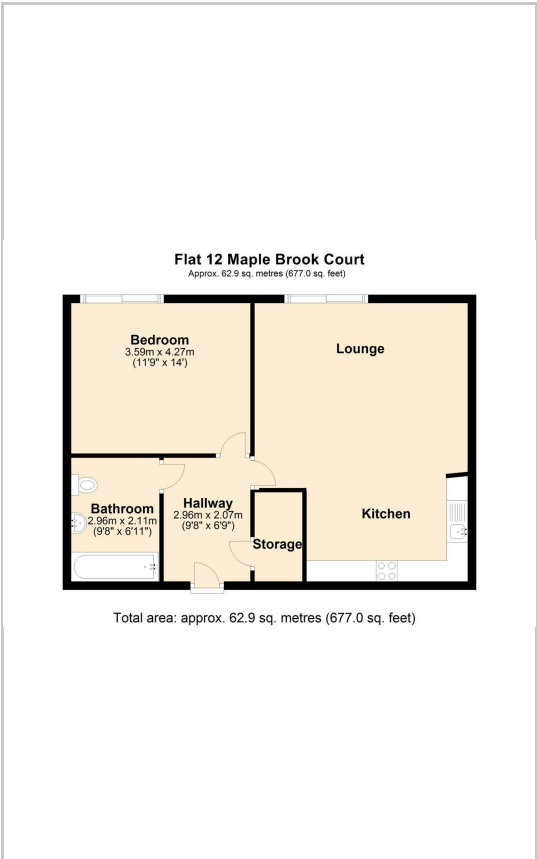 Flat 12 Maple Brook Court
Approx. 62.9 sq. metres (677.0 sq. feet)
Bedroom
3.59m x 4.27m
(11'9" x 14')
Lounge
Bathroom
2.96m x 2.11m
(9'8" x 6'11")
Hallway
2.96m x 2.07m
(9'8" x 6'9")
Storage
Kitchen
Total area: approx. 62.9 sq. metres (677.0 sq. feet)